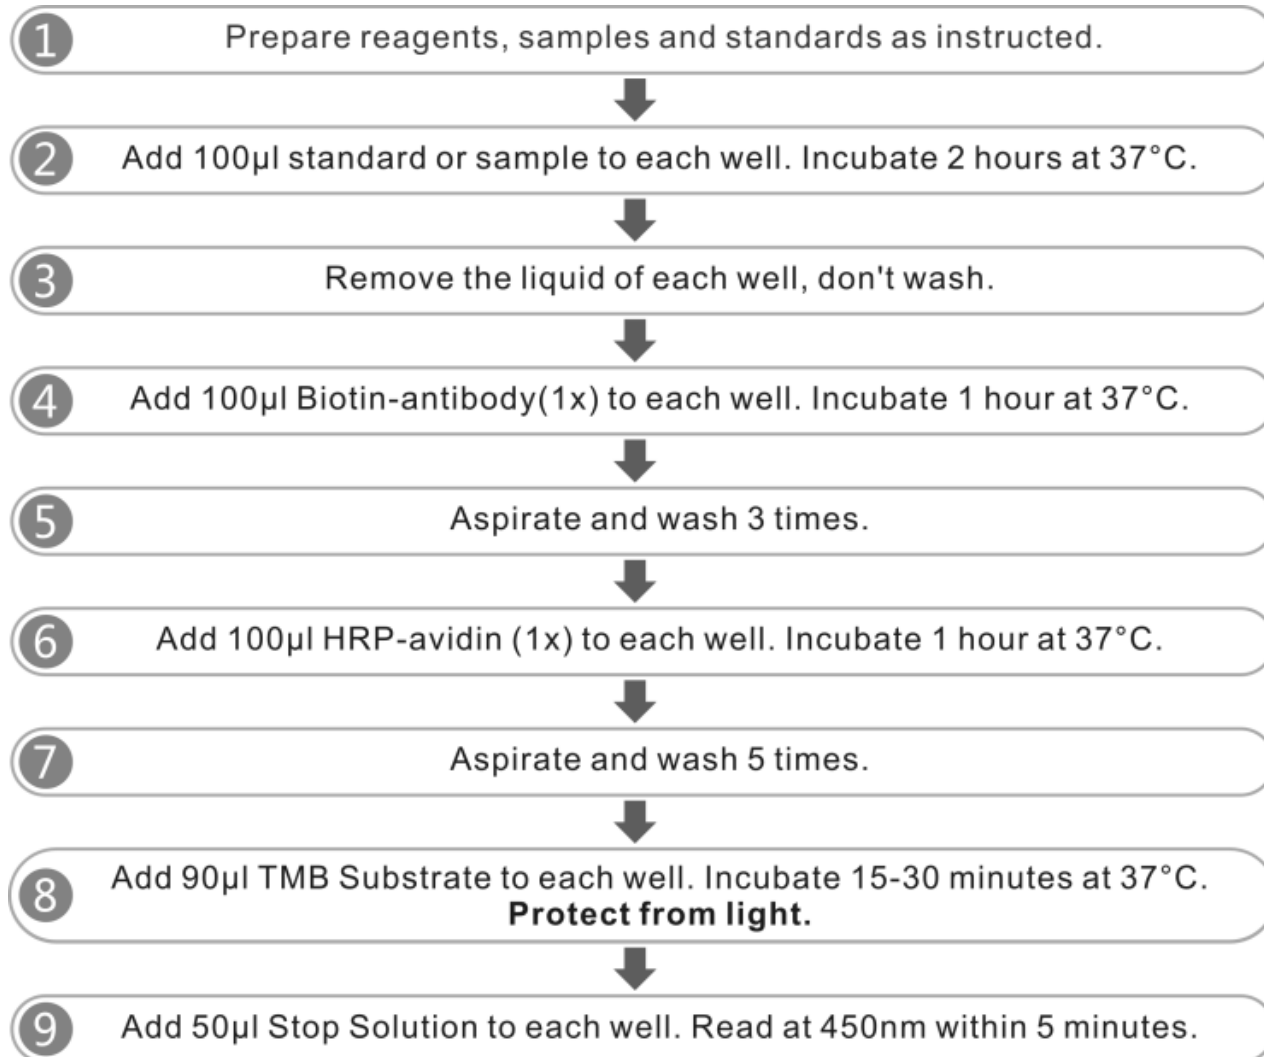 1 Prepare reagents, samples and standards as instructed.
2 Add 100µl standard or sample to each well. Incubate 2 hours at 37°C.
3 Remove the liquid of each well, don't wash.
4 Add 100µl Biotin-antibody(1x) to each well. Incubate 1 hour at 37°C.
5 Aspirate and wash 3 times.
6 Add 100µl HRP-avidin (1x) to each well. Incubate 1 hour at 37°C.
7 Aspirate and wash 5 times.
8 Add 90µl TMB Substrate to each well. Incubate 15-30 minutes at 37°C.
Protect from light.
9 Add 50µl Stop Solution to each well. Read at 450nm within 5 minutes.